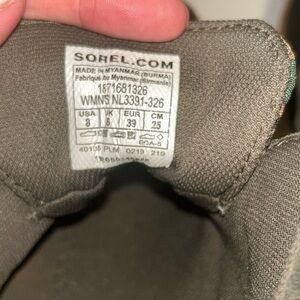 SOREL.COM
MADE IN MYANMAR (BURMA)
Fabriqué au Myanmar (Birmanie)
1871681326
WMNS NL3391-326
USA UK EUR CM
8 6 39 25
40136 PLM 0219 210